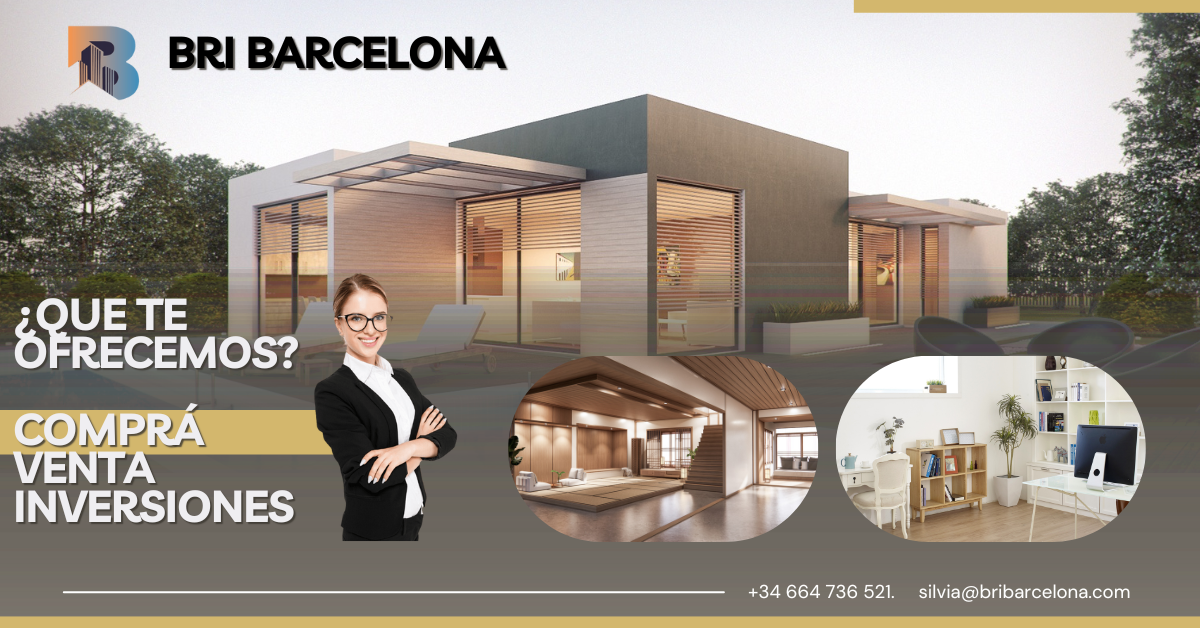 BRI BARCELONA
¿QUE TE
OFRECEMOS?
COMPRÁ
VENTA
INVERSIONES
+34 664 736 521. silvia@bribarcelona.com